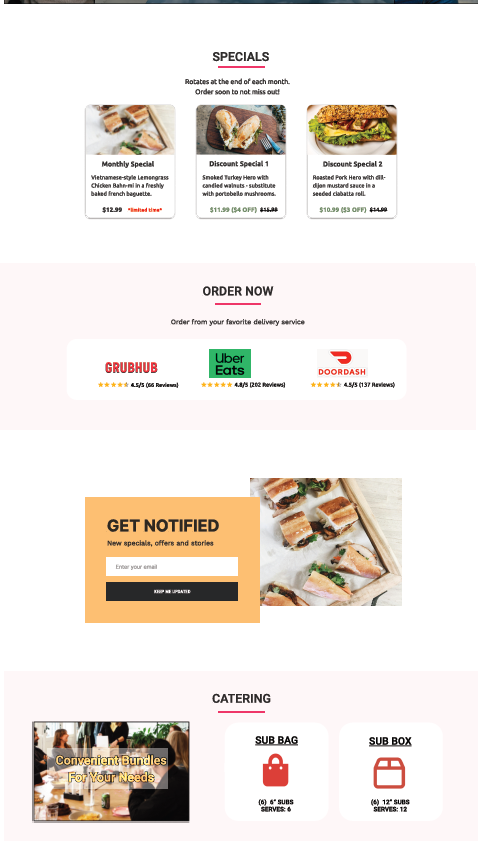 SPECIALS
Rotates at the end of each month.
Order soon to not miss out!
Monthly Special
Vietnamese-style Lemongrass
Chicken Bahn-mi in a freshly
baked french baguette.
$12.99 *limited time*
Discount Special 1
Smoked Turkey Hero with
candied walnuts - substitute
with portobello mushrooms.
$11.99 ($4 OFF) $15.99
Discount Special 2
Roasted Pork Hero with dill-
dijon mustard sauce in a
seeded ciabatta roll.
$10.99 ($3 OFF) $14.99
ORDER NOW
Order from your favorite delivery service
GRUBHUB
4.5/5 (66 Reviews)
Uber
Eats
4.8/5 (202 Reviews)
DOORDASH
4.5/5 (137 Reviews)
GET NOTIFIED
New specials, offers and stories
Enter your email
KEEP ME UPDATED
CATERING
Convenient Bundles
For Your Needs
SUB BAG
(6) 6" SUBS
SERVES: 6
SUB BOX
(6) 12" SUBS
SERVES: 12